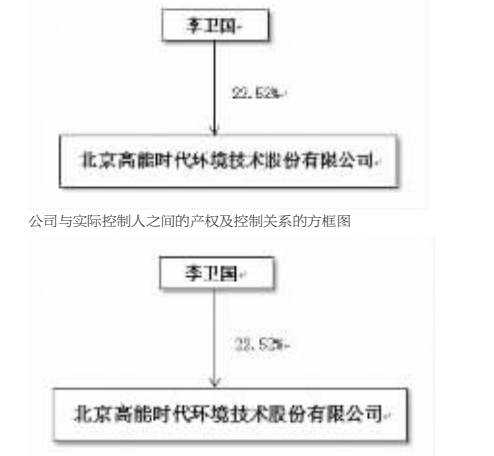 李卫国
22.52%
北京高能时代环境技术股份有限公司
公司与实际控制人之间的产权及控制关系的方框图
李卫国
22.52%
北京高能时代环境技术股份有限公司